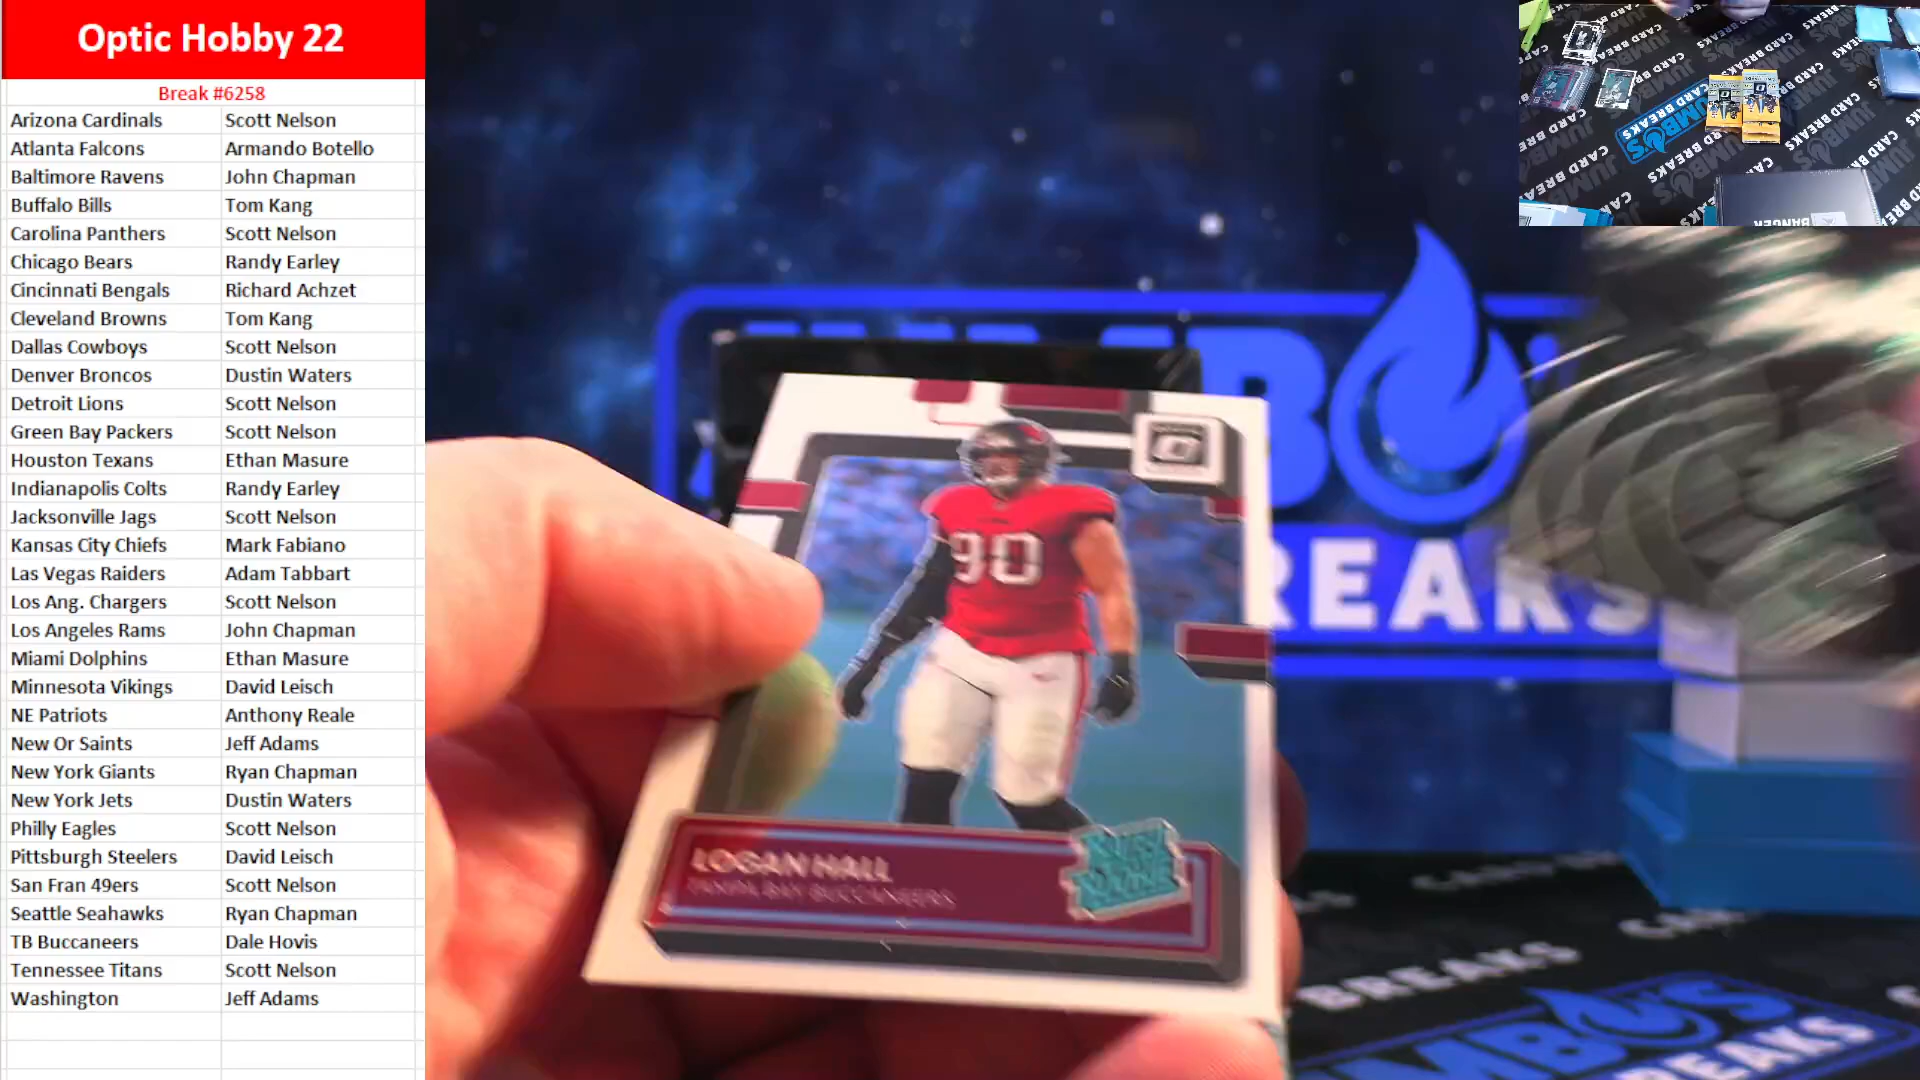 Optic Hobby 22
Break #6258
Arizona Cardinals Scott Nelson
Atlanta Falcons Armando Botello
Baltimore Ravens John Chapman
Buffalo Bills Tom Kang
Carolina Panthers Scott Nelson
Chicago Bears Randy Earley
Cincinnati Bengals Richard Achzet
Cleveland Browns Tom Kang
Dallas Cowboys Scott Nelson
Denver Broncos Dustin Waters
Detroit Lions Scott Nelson
Green Bay Packers Scott Nelson
Houston Texans Ethan Masure
Indianapolis Colts Randy Earley
Jacksonville Jags Scott Nelson
Kansas City Chiefs Mark Fabiano
Las Vegas Raiders Adam Tabbart
Los Ang. Chargers Scott Nelson
Los Angeles Rams John Chapman
Miami Dolphins Ethan Masure
Minnesota Vikings David Leisch
NE Patriots Anthony Reale
New Or Saints Jeff Adams
New York Giants Ryan Chapman
New York Jets Dustin Waters
Philly Eagles Scott Nelson
Pittsburgh Steelers David Leisch
San Fran 49ers Scott Nelson
Seattle Seahawks Ryan Chapman
TB Buccaneers Dale Hovis
Tennessee Titans Scott Nelson
Washington Jeff Adams
90
LOGAN HALL
TAMPA BAY BUCCANEERS
RATED ROOKIE
BREAKS
JUMBO'S
CARD BREAKS